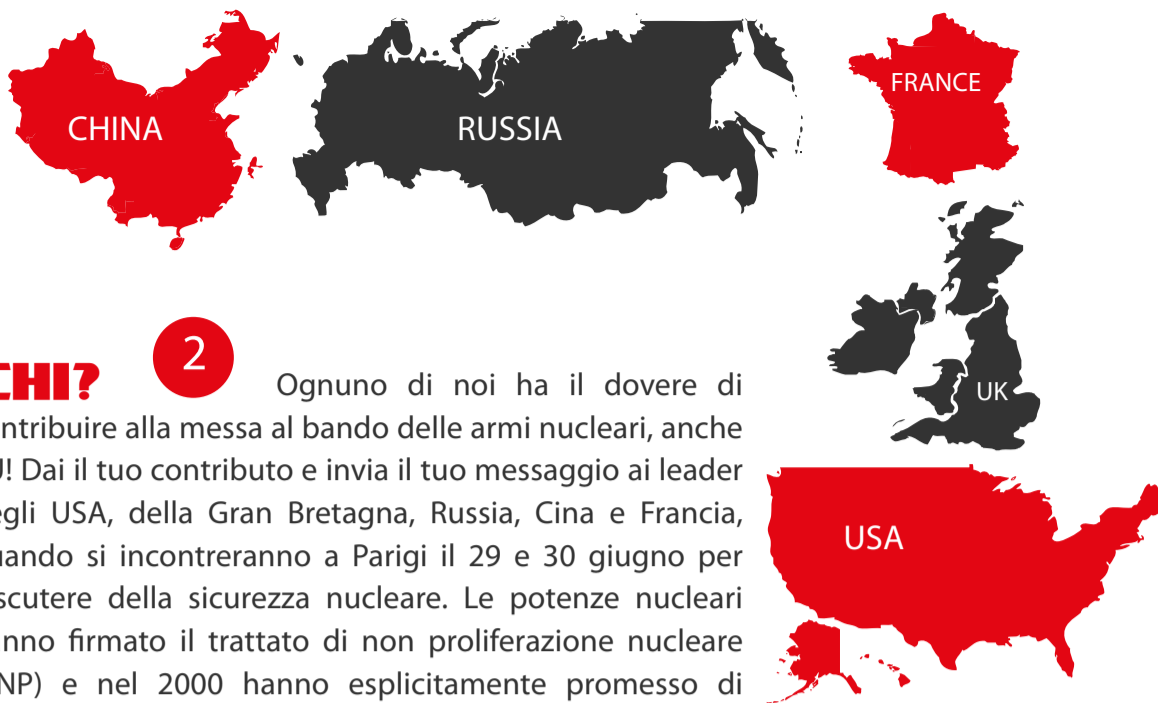 CHINA
RUSSIA
FRANCE
UK
USA
2
CHI? Ognuno di noi ha il dovere di
ntribuire alla messa al bando delle armi nucleari, anche
U! Dai il tuo contributo e invia il tuo messaggio ai leader
egli USA, della Gran Bretagna, Russia, Cina e Francia,
uando si incontreranno a Parigi il 29 e 30 giugno per
scutere della sicurezza nucleare. Le potenze nucleari
nno firmato il trattato di non proliferazione nucleare
NP) e nel 2000 hanno esplicitamente promesso di